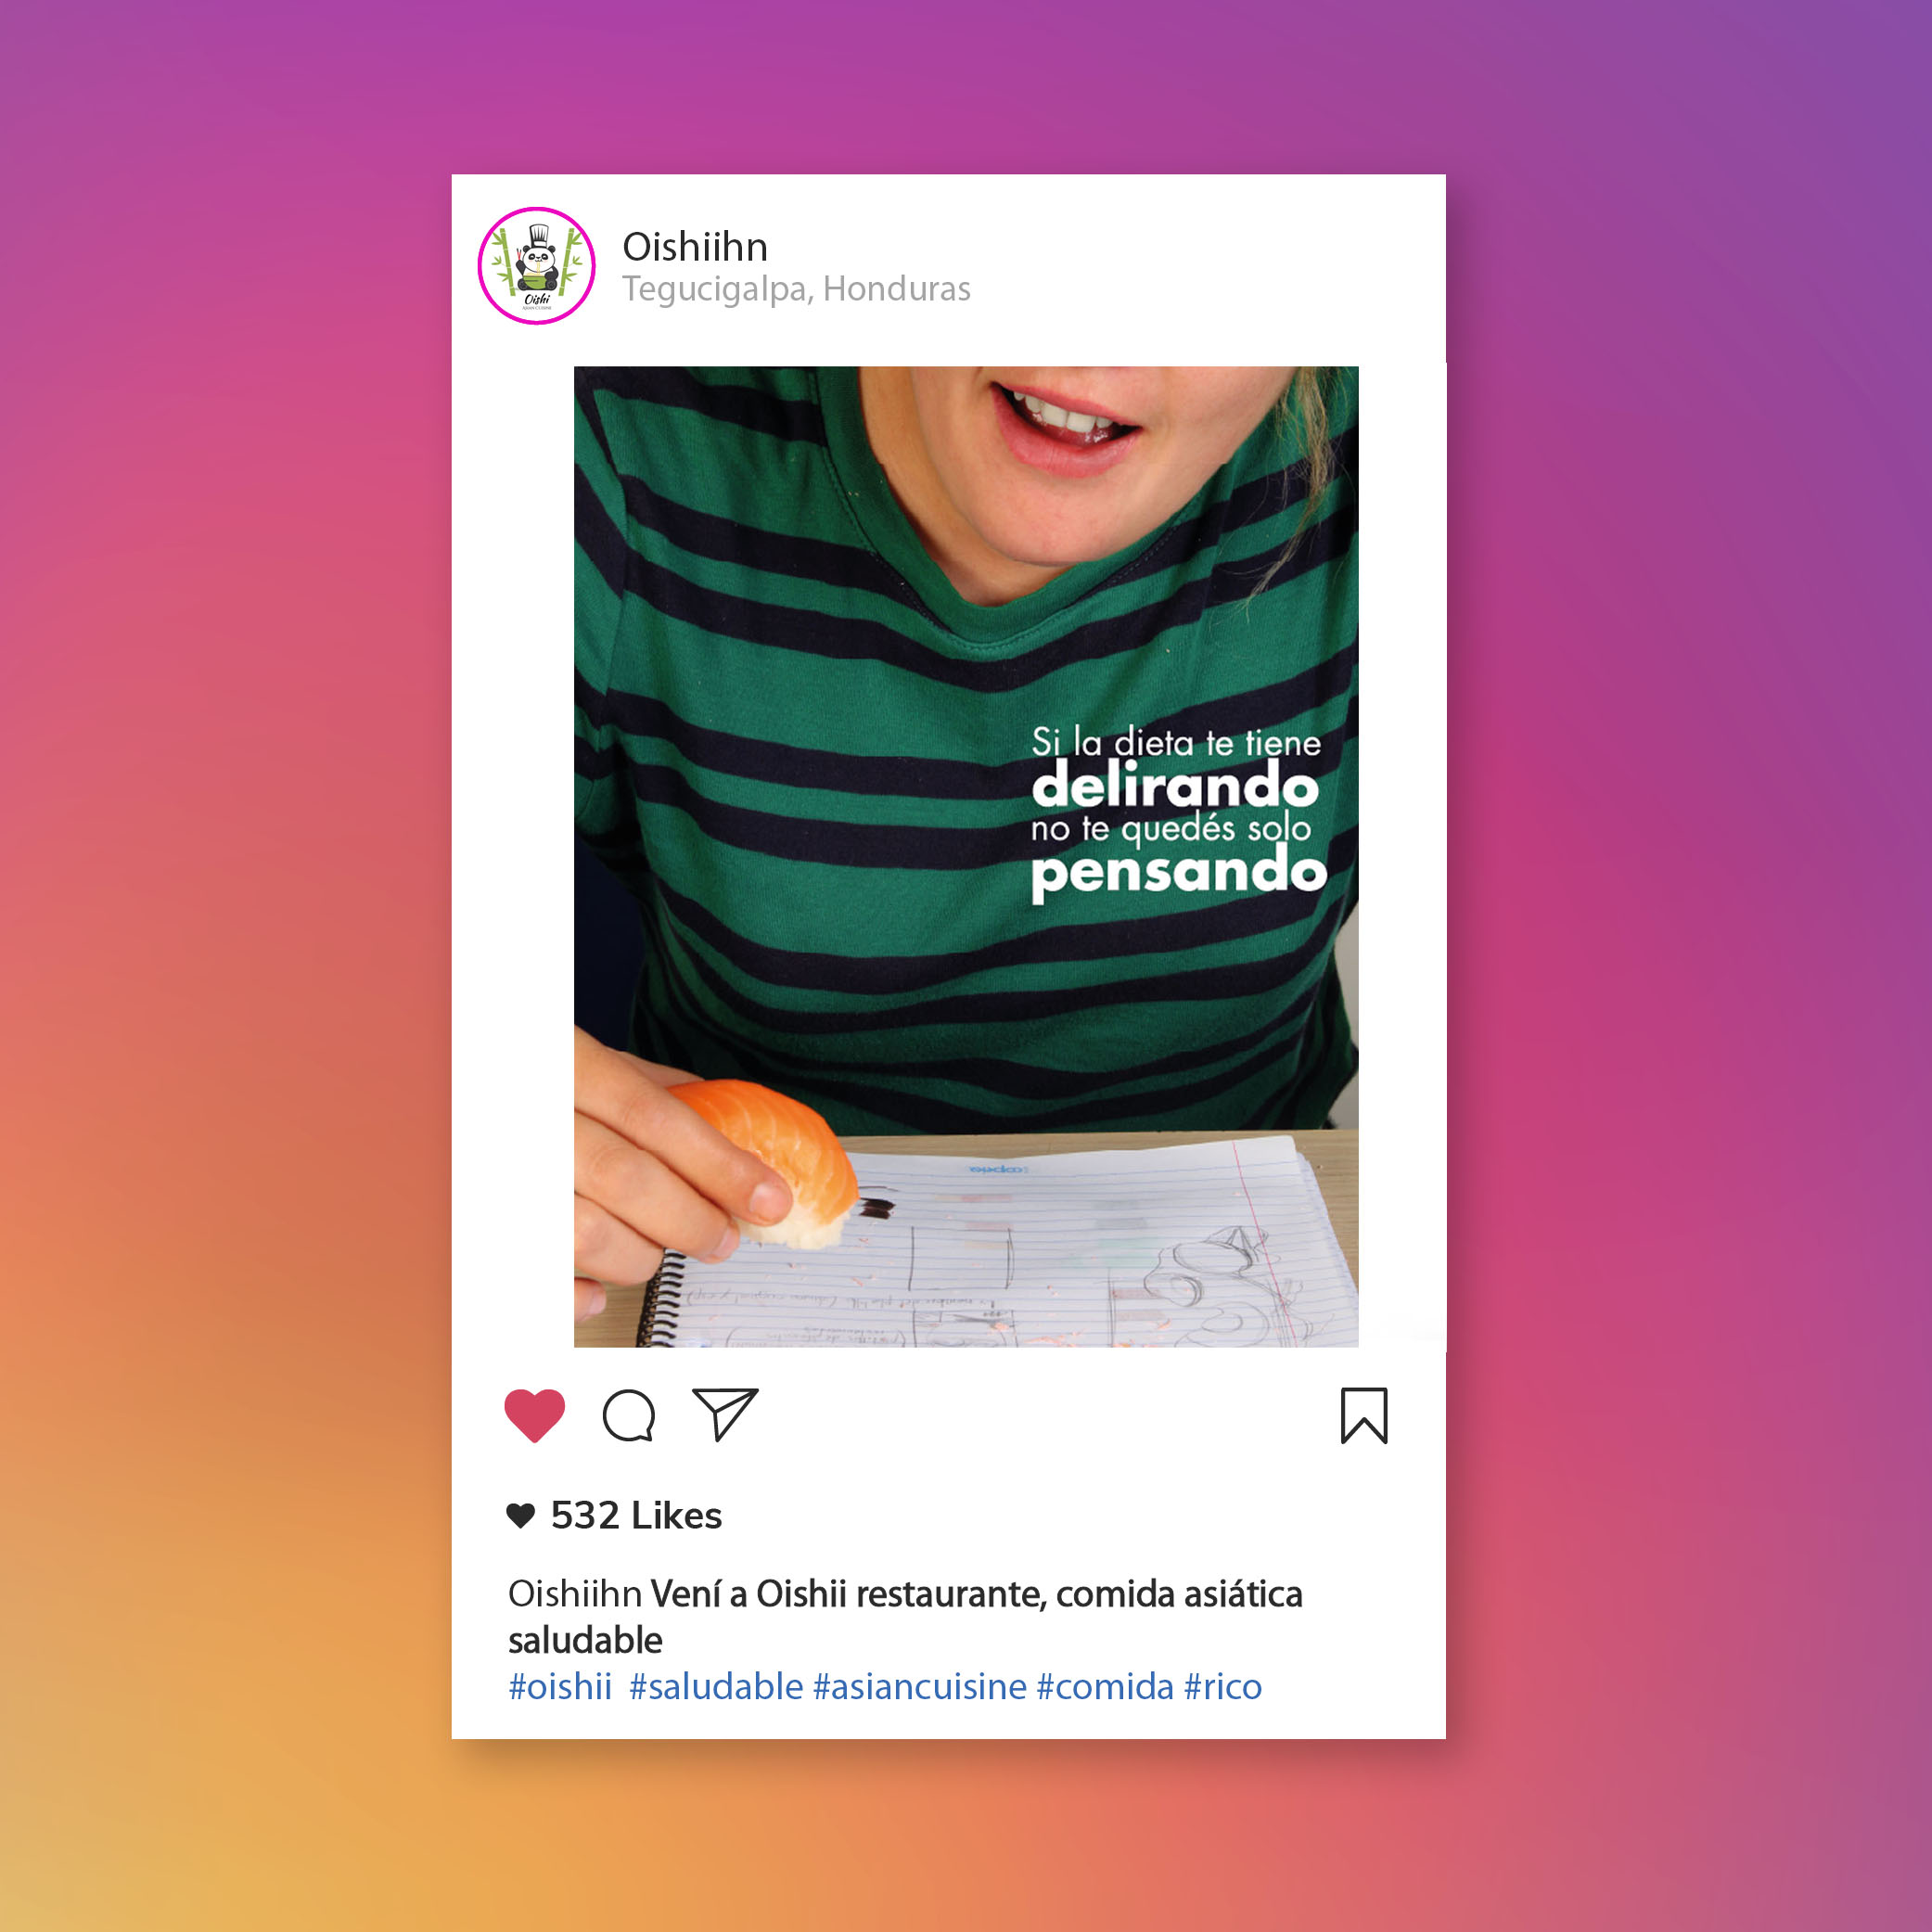 Oishi
ASIAN CUISINE
Oishiihn
Tegucigalpa, Honduras
Si la dieta te tiene
delirando
no te quedés solo
pensando
532 Likes
Oishiihn Vení a Oishii restaurante, comida asiática
saludable
#oishii #saludable #asiancuisine #comida #rico